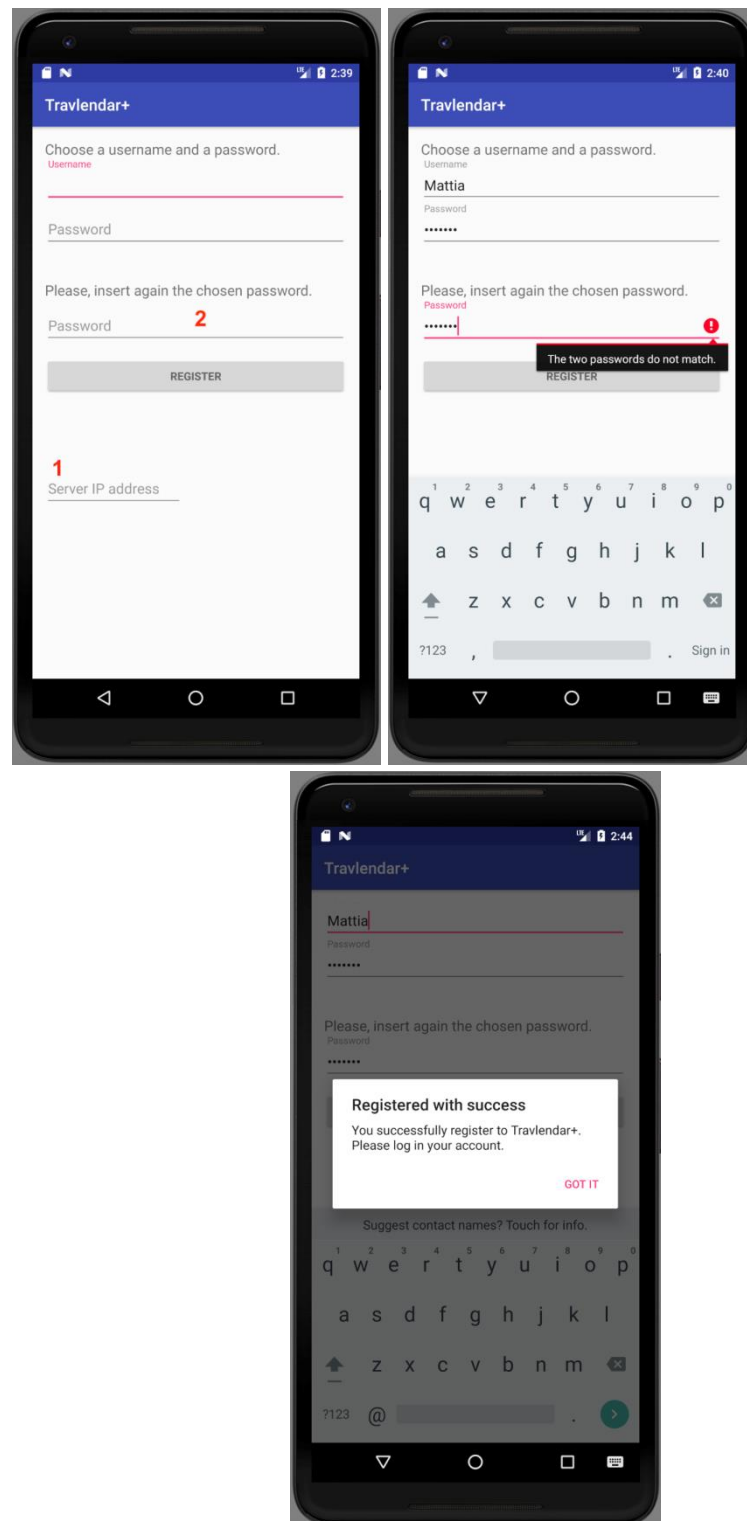 2:39
Travlendar+
Choose a username and a password.
Username
Password
Please, insert again the chosen password.
Password
2
REGISTER
1
Server IP address
2:40
Travlendar+
Choose a username and a password.
Username
Mattia
Password
•••••••
Please, insert again the chosen password.
Password
•••••••
The two passwords do not match.
REGISTER
1 2 3 4 5 6 7 8 9 0
q w e r t y u i o p
a s d f g h j k l
z x c v b n m
?123 , . Sign in
LTE 2:44
Travlendar+
Mattia
Password
•••••••
Please, insert again the chosen password.
Password
•••••••
Registered with success
You successfully register to Travlendar+.
Please log in your account.
GOT IT
Suggest contact names? Touch for info.
1 2 3 4 5 6 7 8 9 0
q w e r t y u i o p
a s d f g h j k l
z x c v b n m
?123 @ .